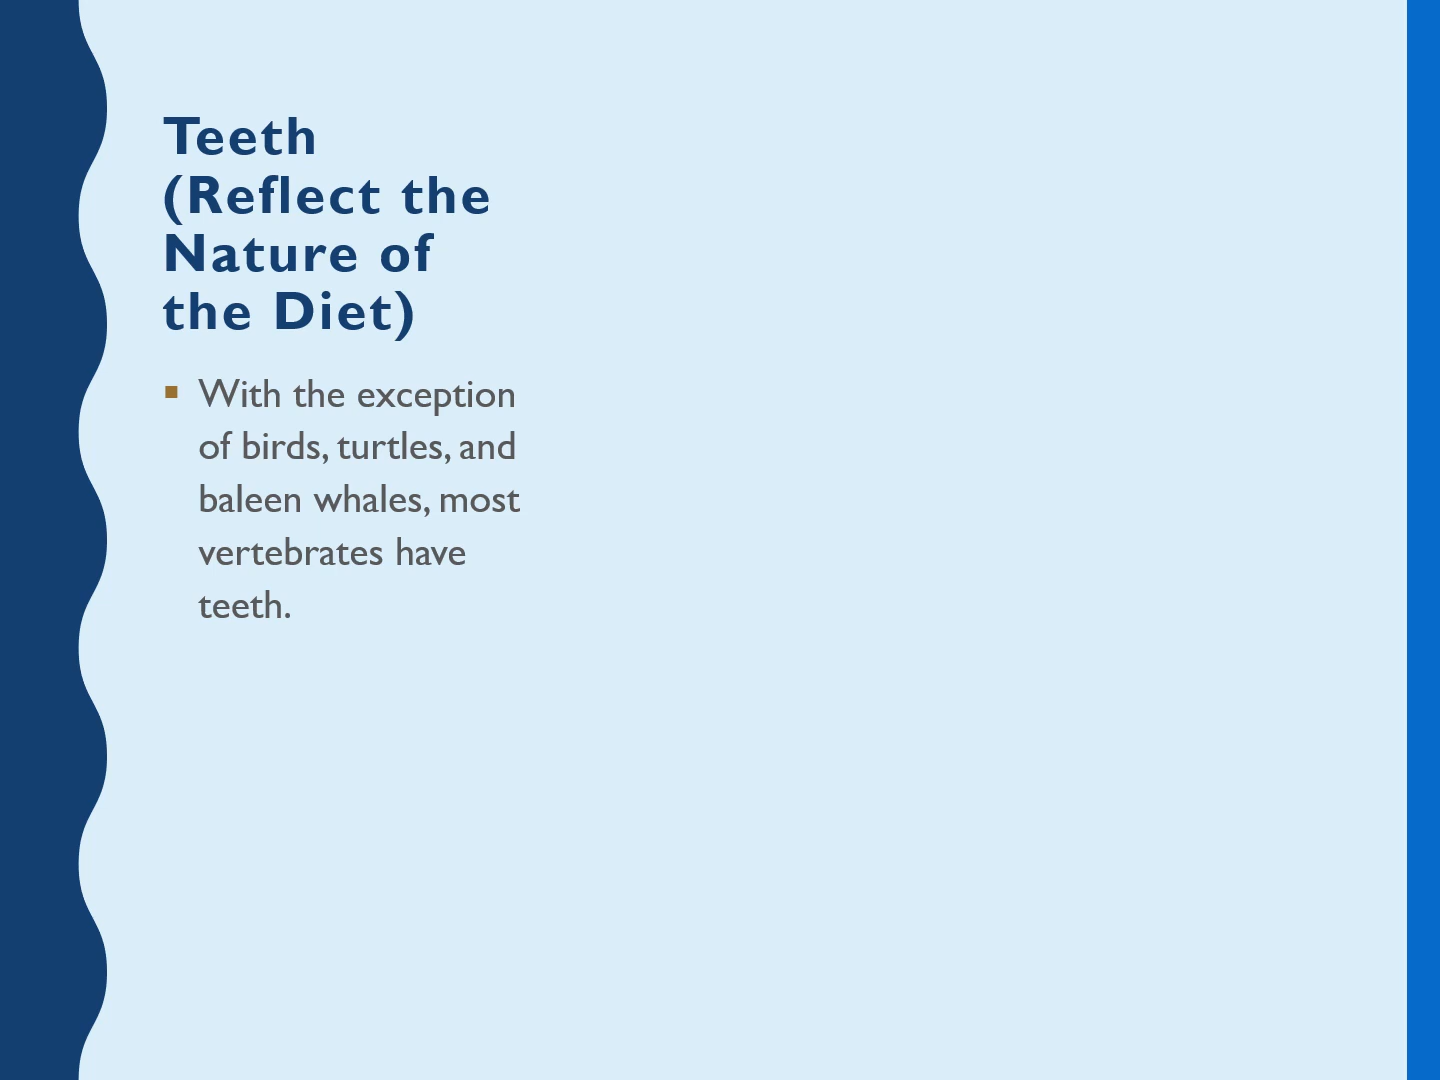 Teeth
(Reflect the
Nature of
the Diet)
▪ With the exception
of birds, turtles, and
baleen whales, most
vertebrates have
teeth.